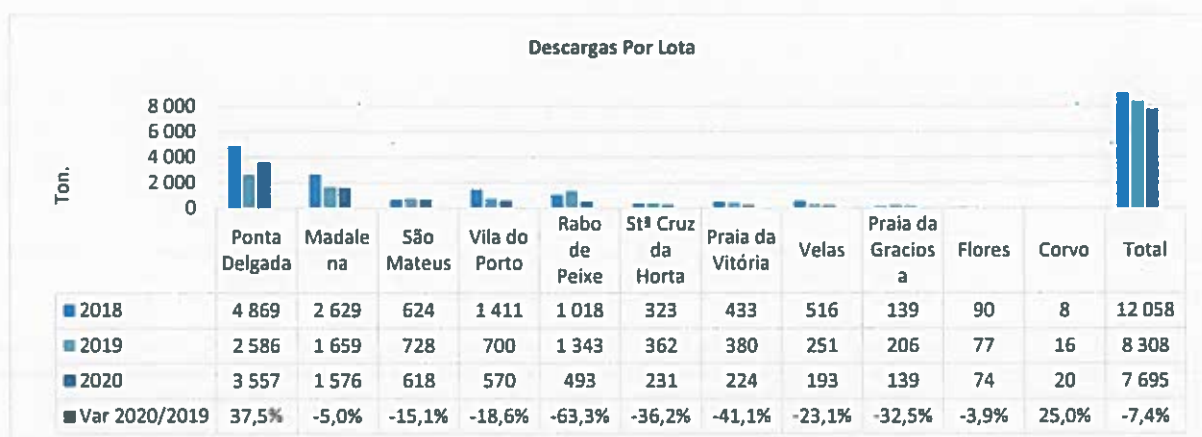 Descargas Por Lota
Ton.
8 000
6 000
4 000
2 000
0
Ponta Delgada Madale na São Mateus Vila do Porto Rabo de Peixe Stª Cruz da Horta Praia da Vitória Velas Praia da Gracios a Flores Corvo Total
2018 4 869 2 629 624 1 411 1 018 323 433 516 139 90 8 12 058
2019 2 586 1 659 728 700 1 343 362 380 251 206 77 16 8 308
2020 3 557 1 576 618 570 493 231 224 193 139 74 20 7 695
Var 2020/2019 37,5% -5,0% -15,1% -18,6% -63,3% -36,2% -41,1% -23,1% -32,5% -3,9% 25,0% -7,4%